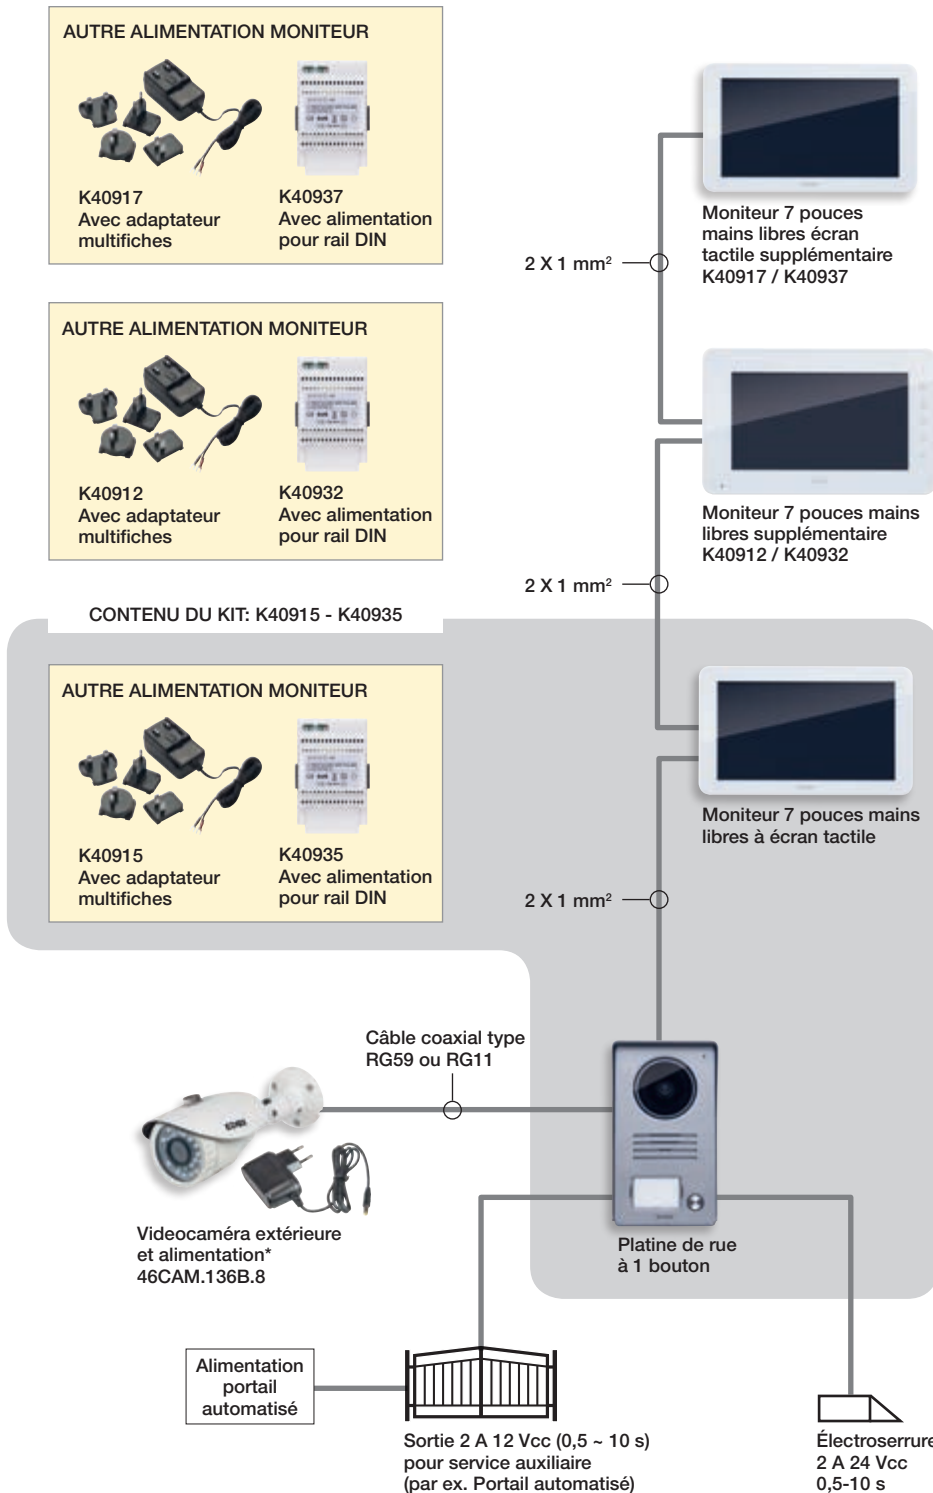 AUTRE ALIMENTATION MONITEUR
K40917
Avec adaptateur
multifiches
K40937
Avec alimentation
pour rail DIN
Moniteur 7 pouces
mains libres écran
tactile supplémentaire
K40917 / K40937
2 X 1 mm²
AUTRE ALIMENTATION MONITEUR
K40912
Avec adaptateur
multifiches
K40932
Avec alimentation
pour rail DIN
Moniteur 7 pouces mains
libres supplémentaire
K40912 / K40932
2 X 1 mm²
CONTENU DU KIT: K40915 - K40935
AUTRE ALIMENTATION MONITEUR
K40915
Avec adaptateur
multifiches
K40935
Avec alimentation
pour rail DIN
Moniteur 7 pouces mains
libres à écran tactile
2 X 1 mm²
Câble coaxial type
RG59 ou RG11
Videocaméra extérieure
et alimentation*
46CAM.136B.8
Platine de rue
à 1 bouton
Alimentation
portail
automatisé
Sortie 2 A 12 Vcc (0,5 ~ 10 s)
pour service auxiliaire
(par ex. Portail automatisé)
Électroserrure
2 A 24 Vcc
0,5-10 s